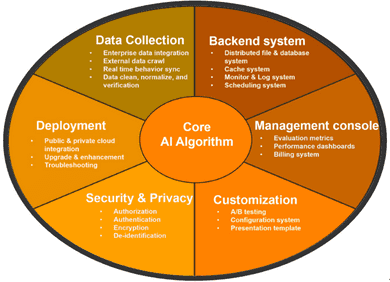 Data Collection
Enterprise data integration
External data crawl
Real time behavior sync
Data clean, normalize, and
verification
Backend system
Distributed file & database
system
Cache system
Monitor & Log system
Scheduling system
Deployment
Public & private cloud
integration
Upgrade & enhancement
Troubleshooting
Core
AI Algorithm
Management console
Evaluation metrics
Performance dashboards
Billing system
Security & Privacy
Authorization
Authentication
Encryption
De-identification
Customization
A/B testing
Configuration system
Presentation template